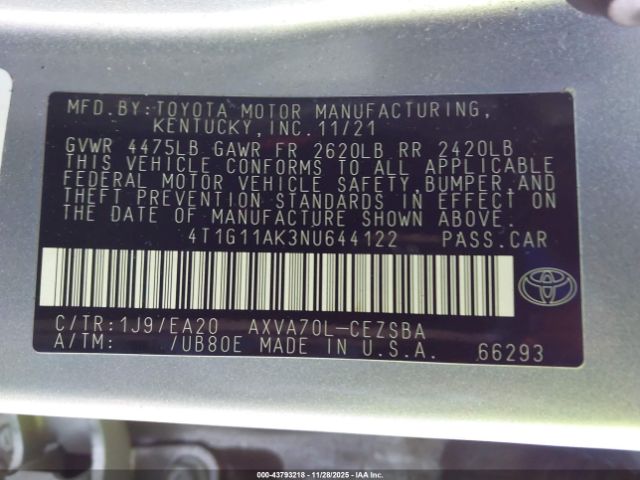 MFD.BY:TOYOTA MOTOR MANUFACTURING,
KENTUCKY,INC.11/21
GVWR 4475LB GAWR FR 2620LB RR 2420LB
THIS VEHICLE CONFORMS TO ALL APPLICABLE
FEDERAL MOTOR VEHICLE SAFETY,BUMPER,AND
THEFT PREVENTION STANDARDS IN EFFECT ON
THE DATE OF MANUFACTURE SHOWN ABOVE.
4T1G11AK3NU644122 PASS.CAR
C/TR:1J9/EA20 AXVA70L-CEZSBA
A/TM: /UB80E MADE IN U.S.A. 66293
000-43793218 - 11/28/2025 - IAAI.CA